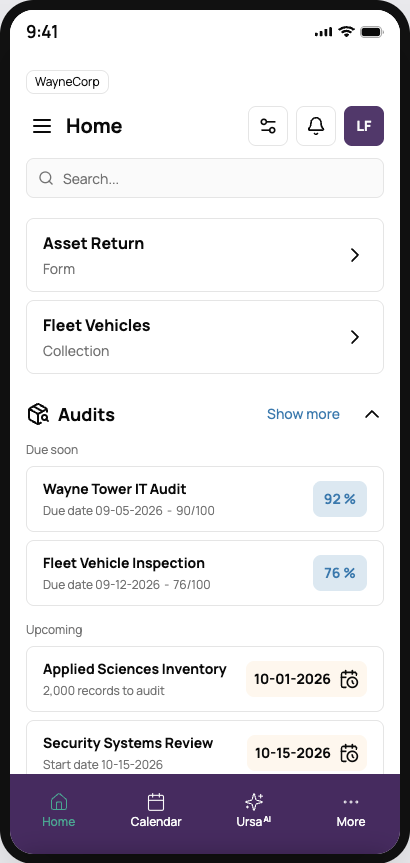 9:41
WayneCorp
Home
LF
Search...
Asset Return
Form
Fleet Vehicles
Collection
Audits
Show more
Due soon
Wayne Tower IT Audit
Due date 09-05-2026 - 90/100
92 %
Fleet Vehicle Inspection
Due date 09-12-2026 - 76/100
76 %
Upcoming
Applied Sciences Inventory
2,000 records to audit
10-01-2026
Security Systems Review
Start date 10-15-2026
10-15-2026
Home
Calendar
Ursa AI
More